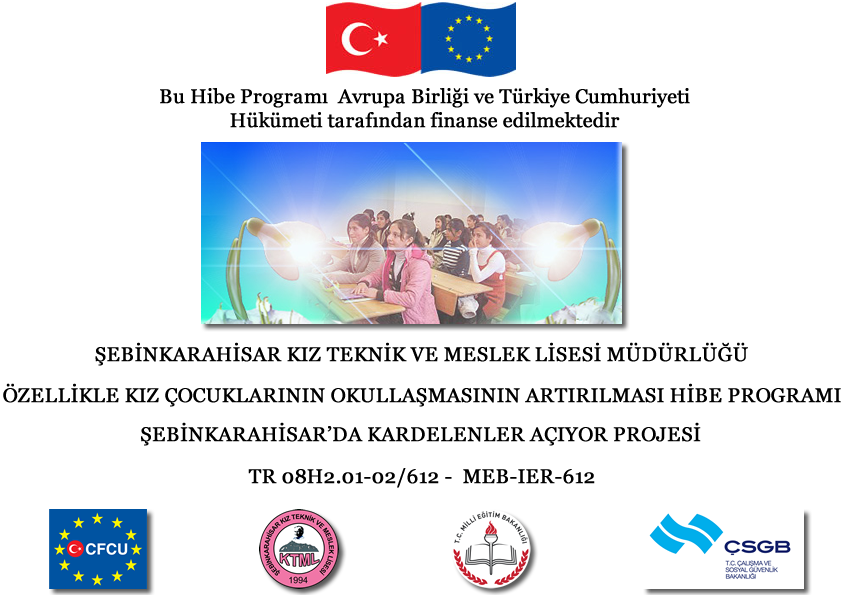 Bu Hibe Programı Avrupa Birliği ve Türkiye Cumhuriyeti
Hükümeti tarafından finanse edilmektedir
ŞEBİNKARAHİSAR KIZ TEKNİK VE MESLEK LİSESİ MÜDÜRLÜĞÜ
ÖZELLİKLE KIZ ÇOCUKLARININ OKULLAŞMASININ ARTIRILMASI HİBE PROGRAMI
ŞEBİNKARAHİSAR’DA KARDELENLER AÇIYOR PROJESİ
TR 08H2.01-02/612 - MEB-IER-612
CFCU
ŞEBİNKARAHİSAR KIZ TEKNİK VE MESLEK LİSESİ
KTML
1994
T.C. MİLLİ EĞİTİM BAKANLIĞI
ÇSGB
T.C. ÇALIŞMA VE
SOSYAL GÜVENLİK
BAKANLIĞI